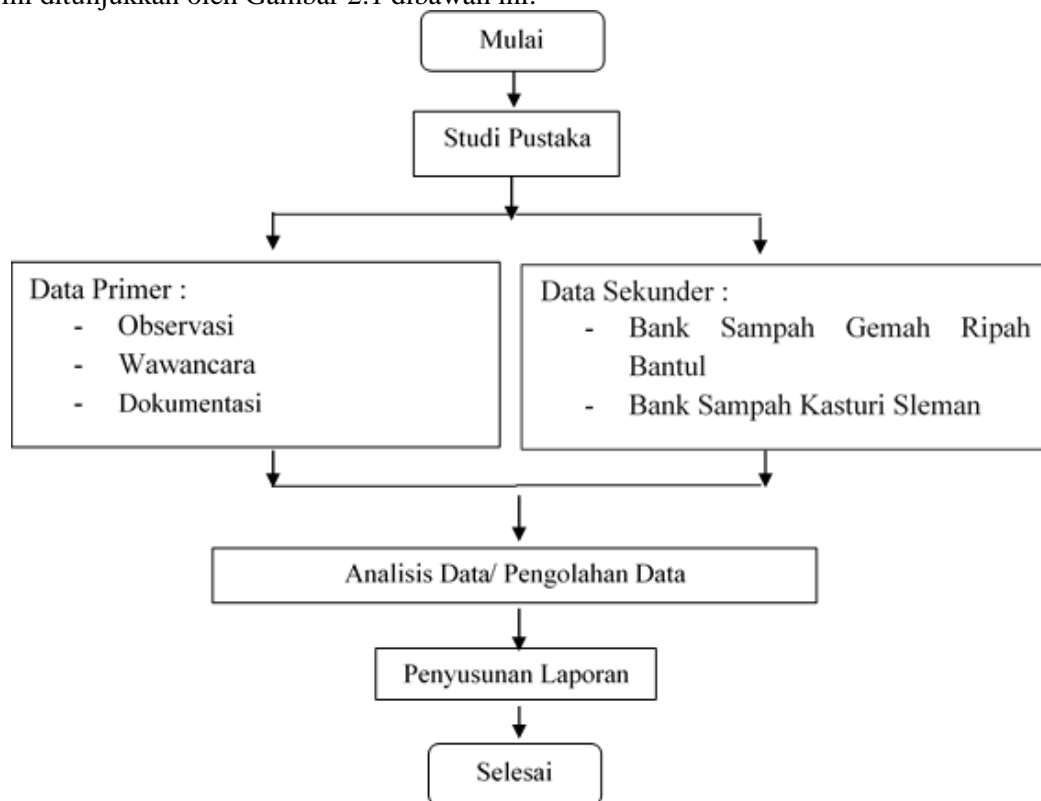 ini ditunjukkan oleh Gambar 2.1 dibawah ini:
Mulai
Studi Pustaka
Data Primer :
- Observasi
- Wawancara
- Dokumentasi
Data Sekunder :
- Bank Sampah Gemah Ripah
Bantul
- Bank Sampah Kasturi Sleman
Analisis Data/ Pengolahan Data
Penyusunan Laporan
Selesai